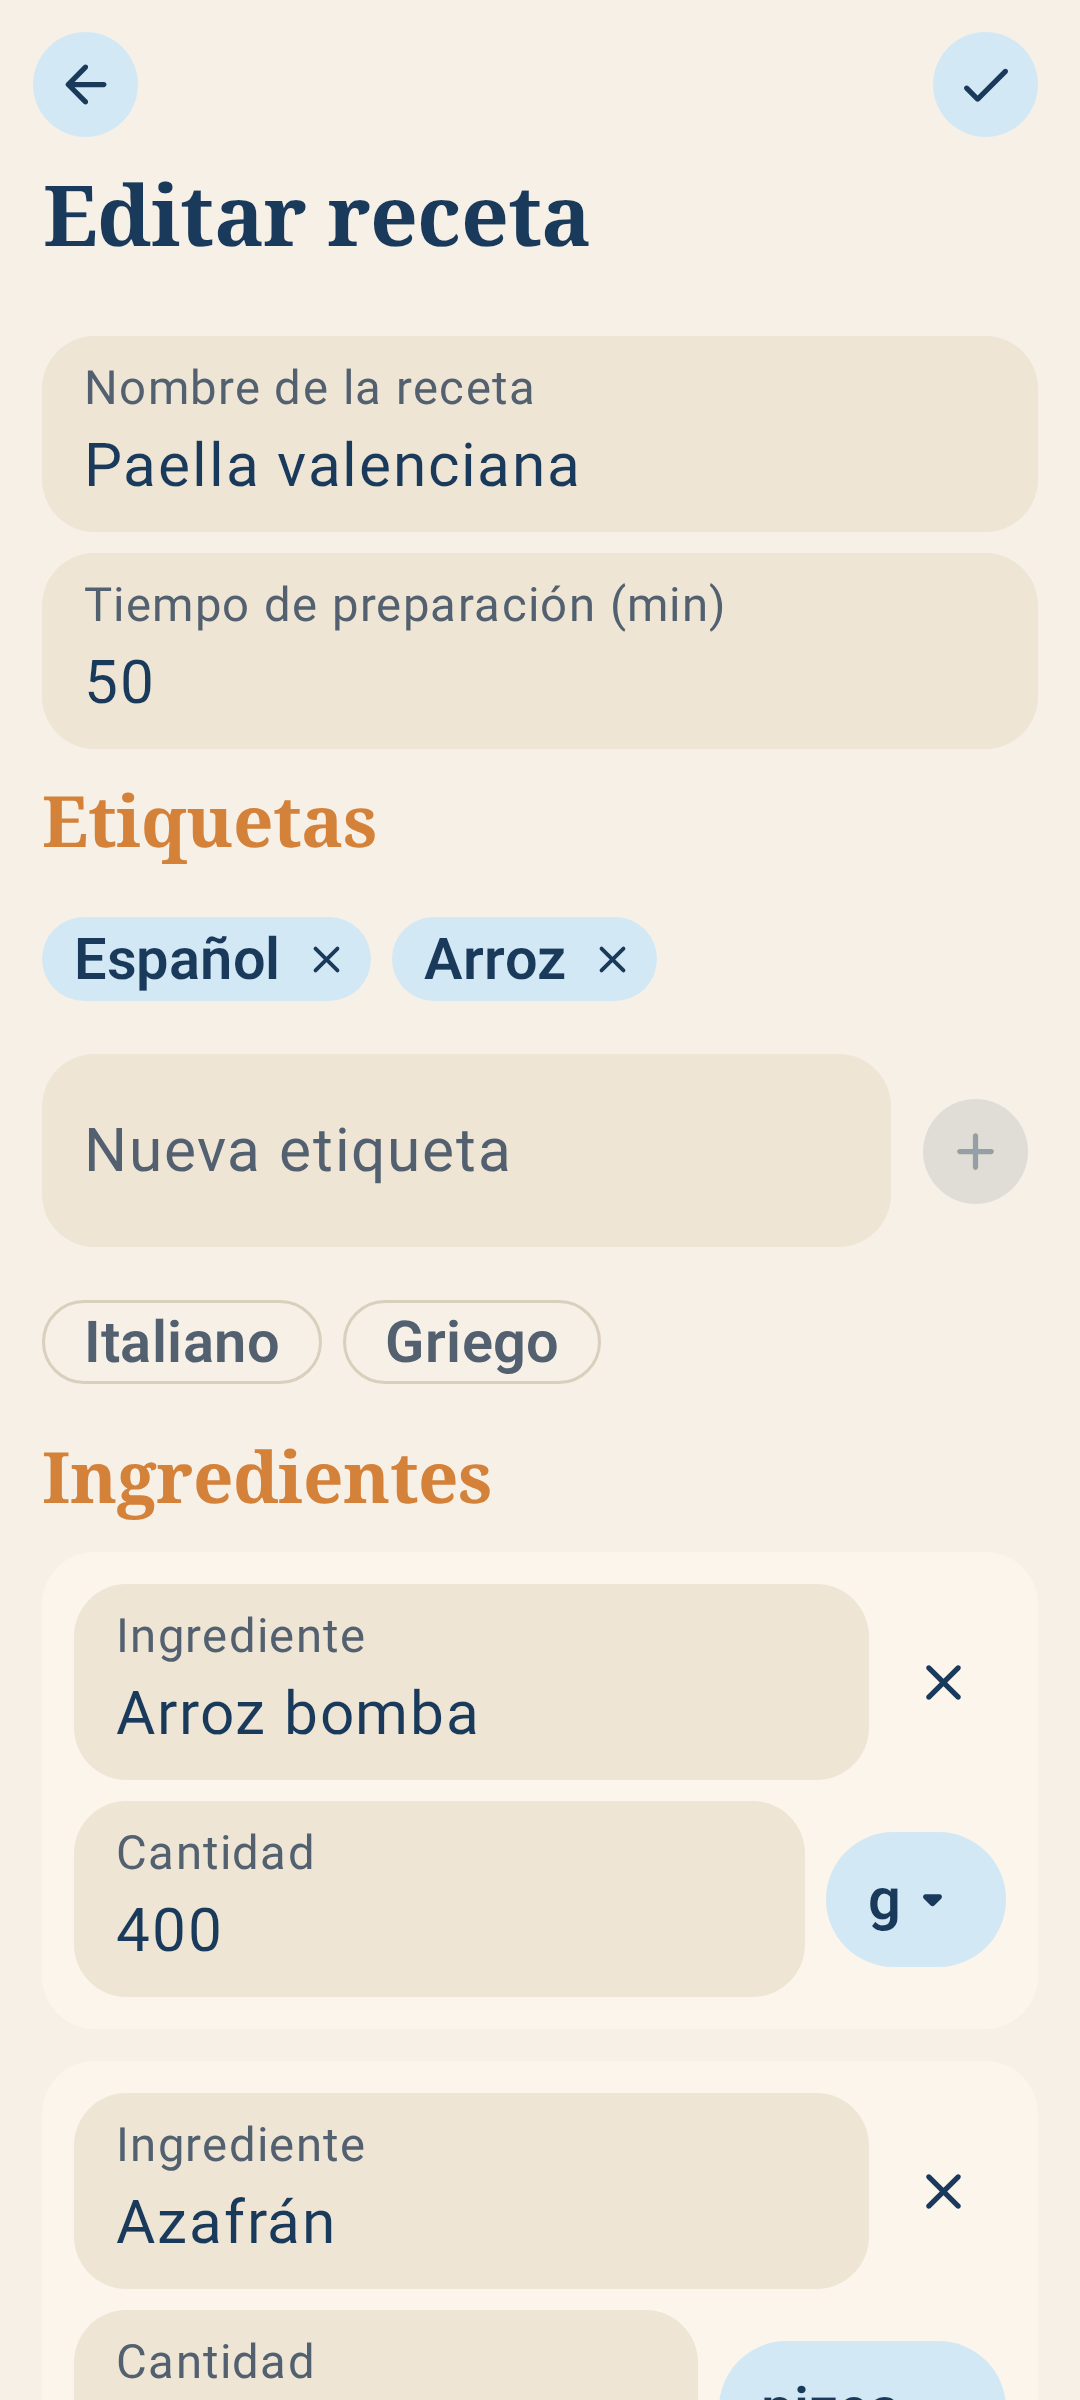 Editar receta
Nombre de la receta
Paella valenciana
Tiempo de preparación (min)
50
Etiquetas
Español Arroz
Nueva etiqueta
Italiano Griego
Ingredientes
Ingrediente
Arroz bomba
Cantidad
400 g
Ingrediente
Azafrán
Cantidad